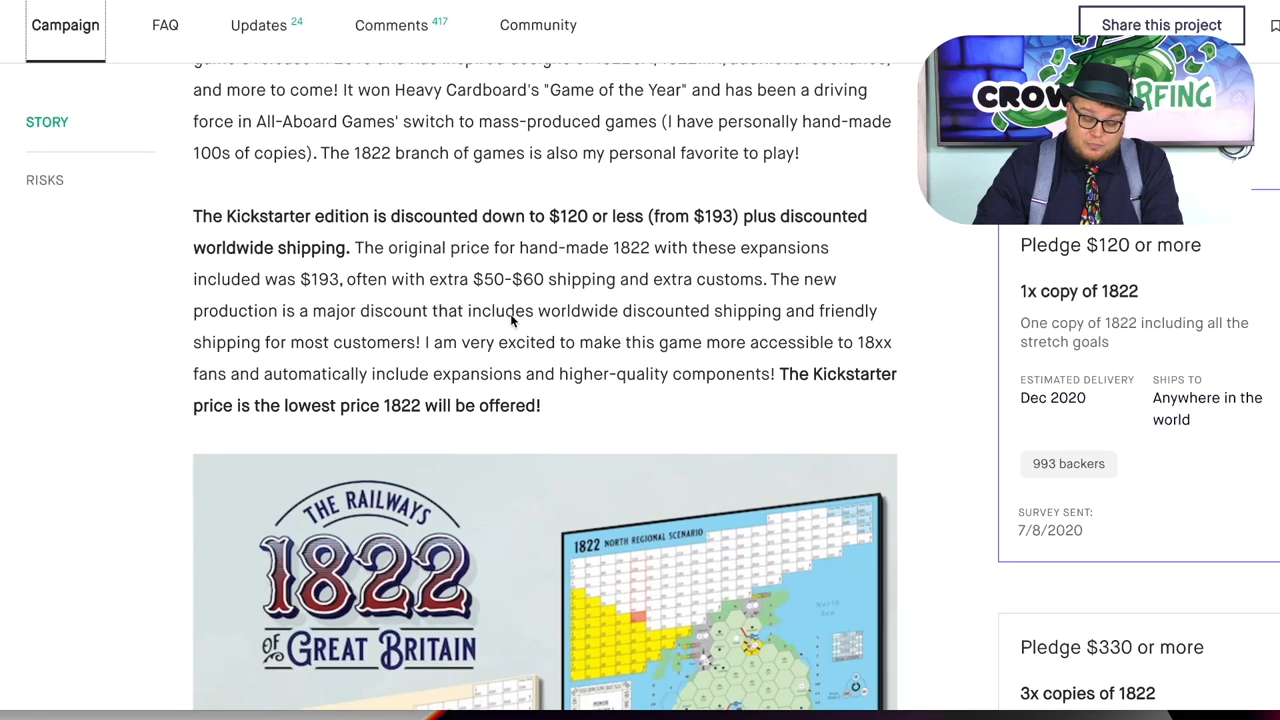 Campaign
FAQ
Updates 24
Comments 417
Community
Share this project
STORY
RISKS
and more to come! It won Heavy Cardboard's "Game of the Year" and has been a driving
force in All-Aboard Games' switch to mass-produced games (I have personally hand-made
100s of copies). The 1822 branch of games is also my personal favorite to play!
The Kickstarter edition is discounted down to $120 or less (from $193) plus discounted
worldwide shipping. The original price for hand-made 1822 with these expansions
included was $193, often with extra $50-$60 shipping and extra customs. The new
production is a major discount that includes worldwide discounted shipping and friendly
shipping for most customers! I am very excited to make this game more accessible to 18xx
fans and automatically include expansions and higher-quality components! The Kickstarter
price is the lowest price 1822 will be offered!
THE RAILWAYS
1822
OF GREAT BRITAIN
1822 NORTH REGIONAL SCENARIO
North
Sea
Pledge $120 or more
1x copy of 1822
One copy of 1822 including all the
stretch goals
ESTIMATED DELIVERY
Dec 2020
SHIPS TO
Anywhere in the
world
993 backers
SURVEY SENT:
7/8/2020
Pledge $330 or more
3x copies of 1822